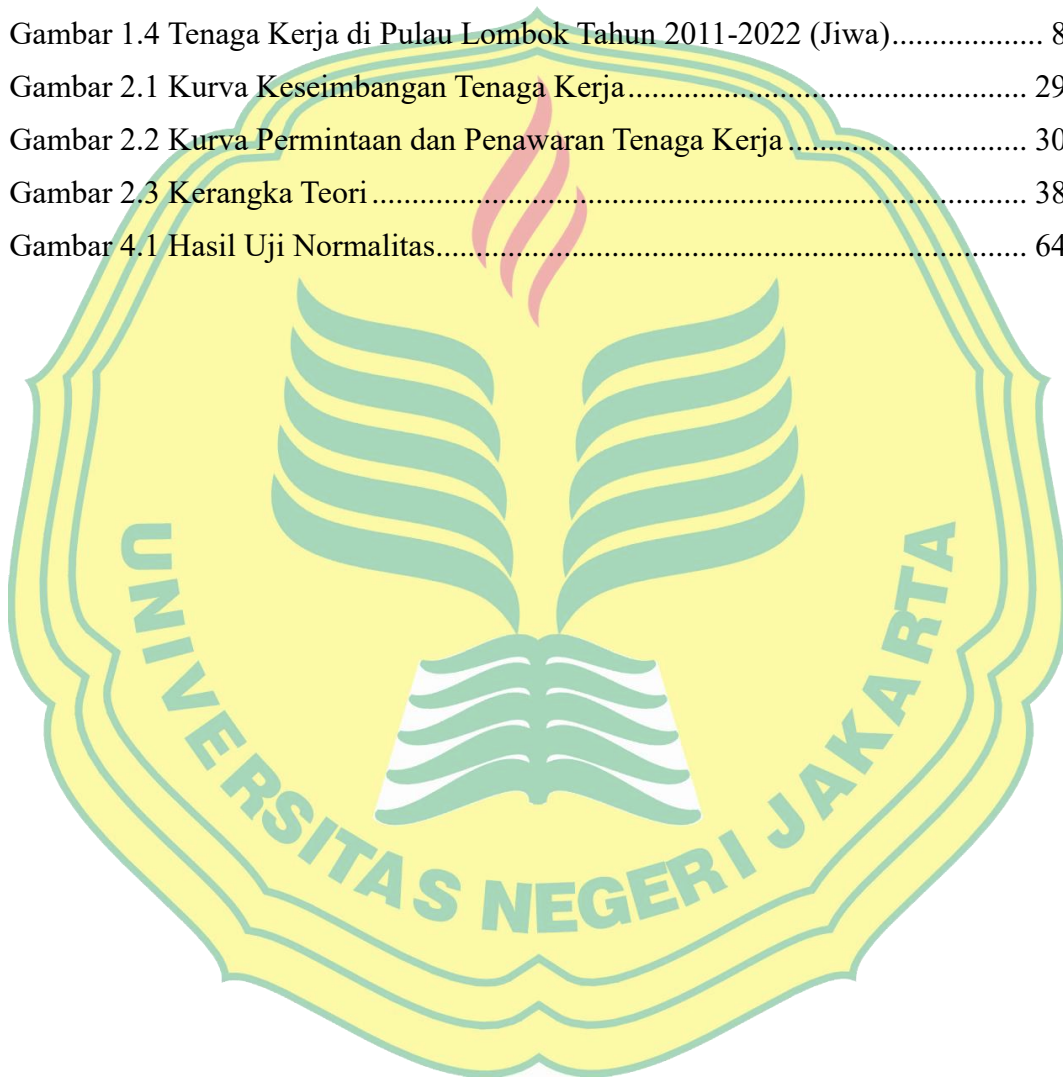 Gambar 1.4 Tenaga Kerja di Pulau Lombok Tahun 2011-2022 (Jiwa)................... 8
Gambar 2.1 Kurva Keseimbangan Tenaga Kerja................................................... 29
Gambar 2.2 Kurva Permintaan dan Penawaran Tenaga Kerja.............................. 30
Gambar 2.3 Kerangka Teori................................................................................... 38
Gambar 4.1 Hasil Uji Normalitas........................................................................... 64
UNIVERSITAS NEGERI JAKARTA